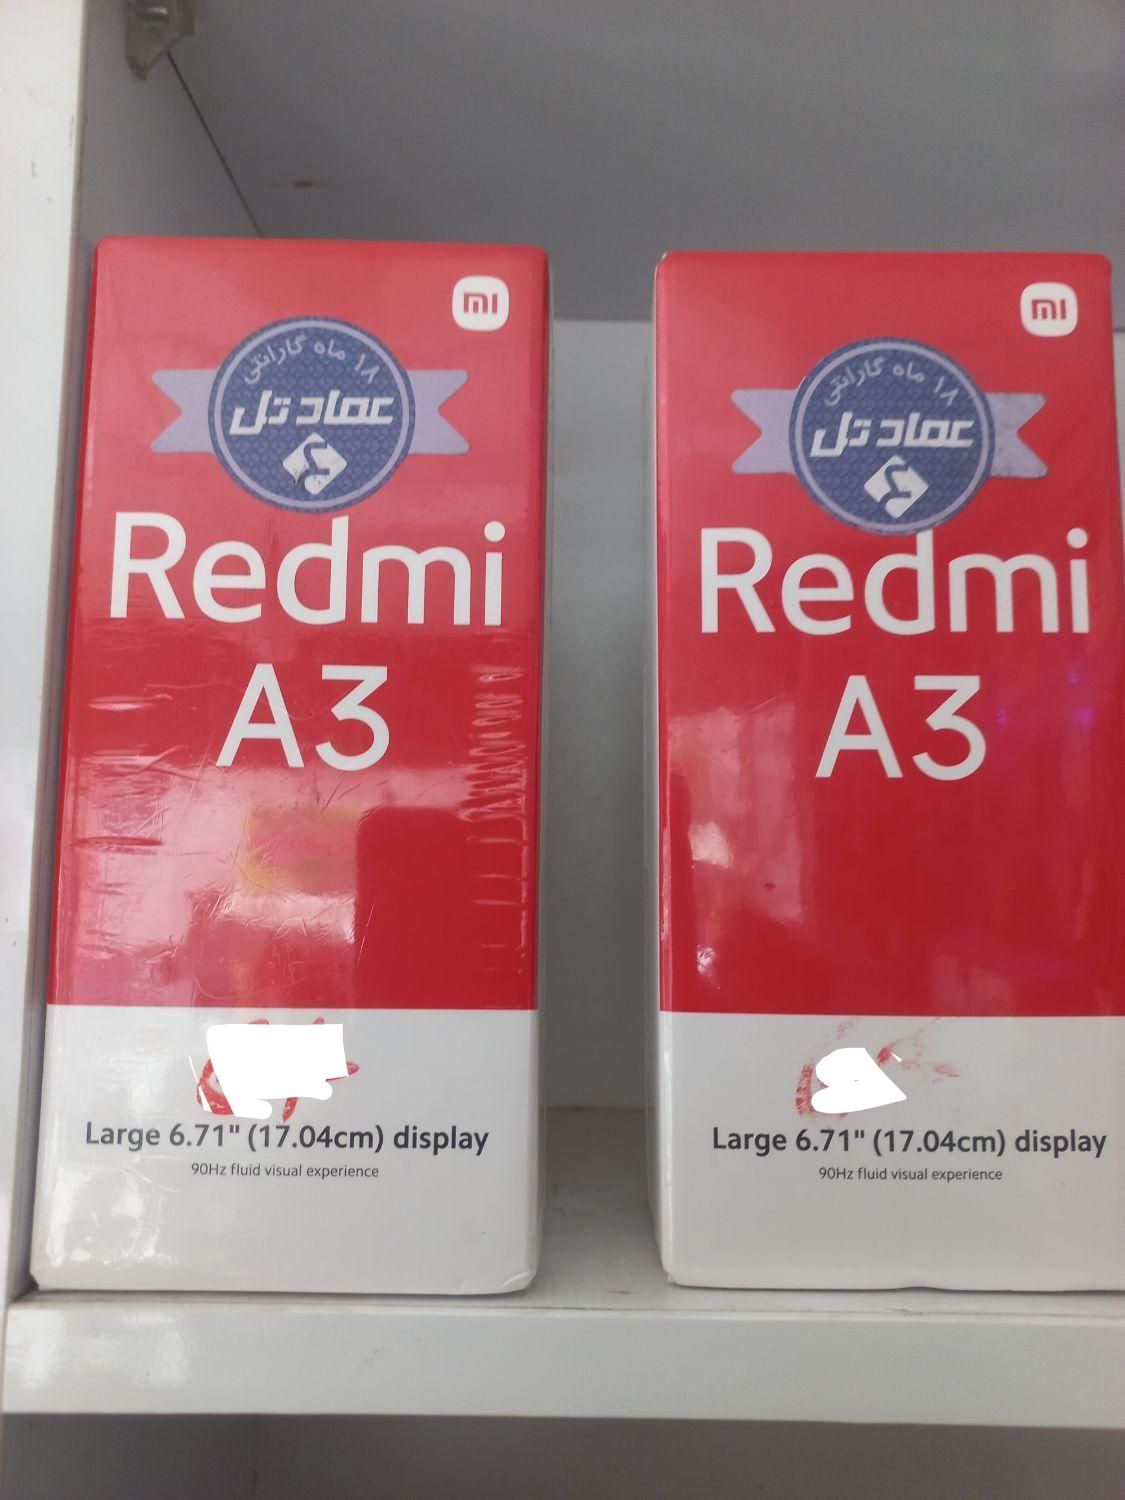 mi
۱۸ ماه گارانتی
عماد تل
Redmi
A3
Large 6.71" (17.04cm) display
90Hz fluid visual experience
mi
۱۸ ماه گارانتی
عماد تل
Redmi
A3
Large 6.71" (17.04cm) display
90Hz fluid visual experience